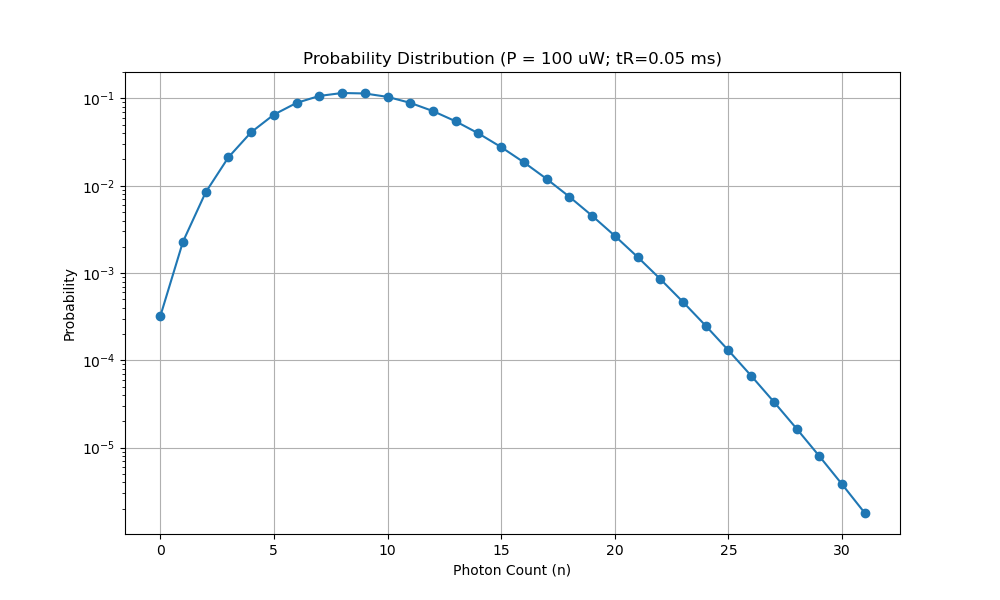 Probability Distribution (P = 100 uW; tR=0.05 ms)
Probability
10⁻¹
10⁻²
10⁻³
10⁻⁴
10⁻⁵
0 5 10 15 20 25 30
Photon Count (n)